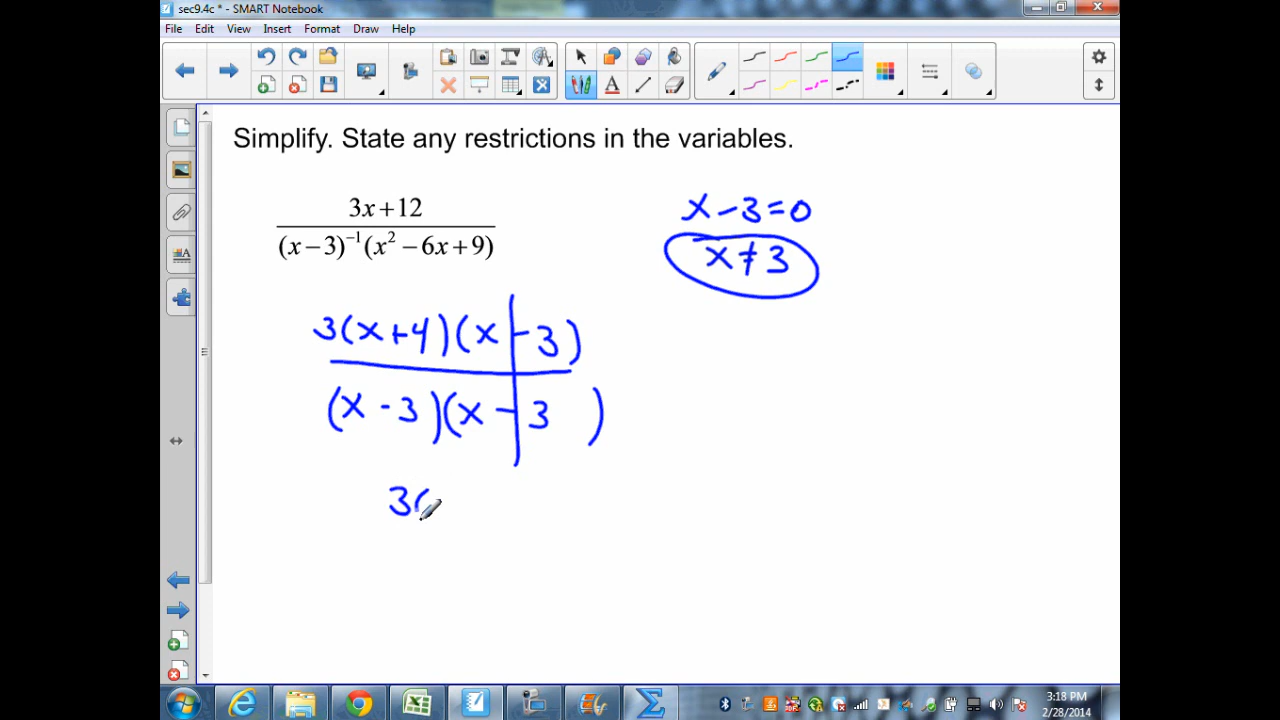 sec9.4c * - SMART Notebook
File Edit View Insert Format Draw Help
Simplify. State any restrictions in the variables.
3x+12
(x−3)⁻¹(x²−6x+9)
x-3=0
x≠3
3(x+4)(x-3)
(x-3)(x-3 )
3(
3:18 PM
2/28/2014